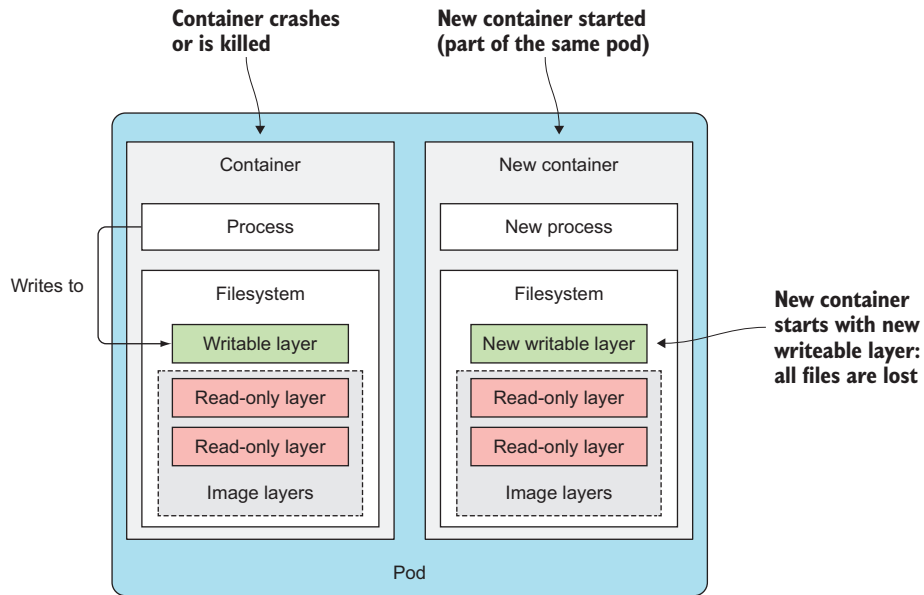 Container crashes
or is killed
New container started
(part of the same pod)
Container
New container
Process
New process
Writes to
Filesystem
Filesystem
Writable layer
New writable layer
New container
starts with new
writeable layer:
all files are lost
Read-only layer
Read-only layer
Read-only layer
Read-only layer
Image layers
Image layers
Pod